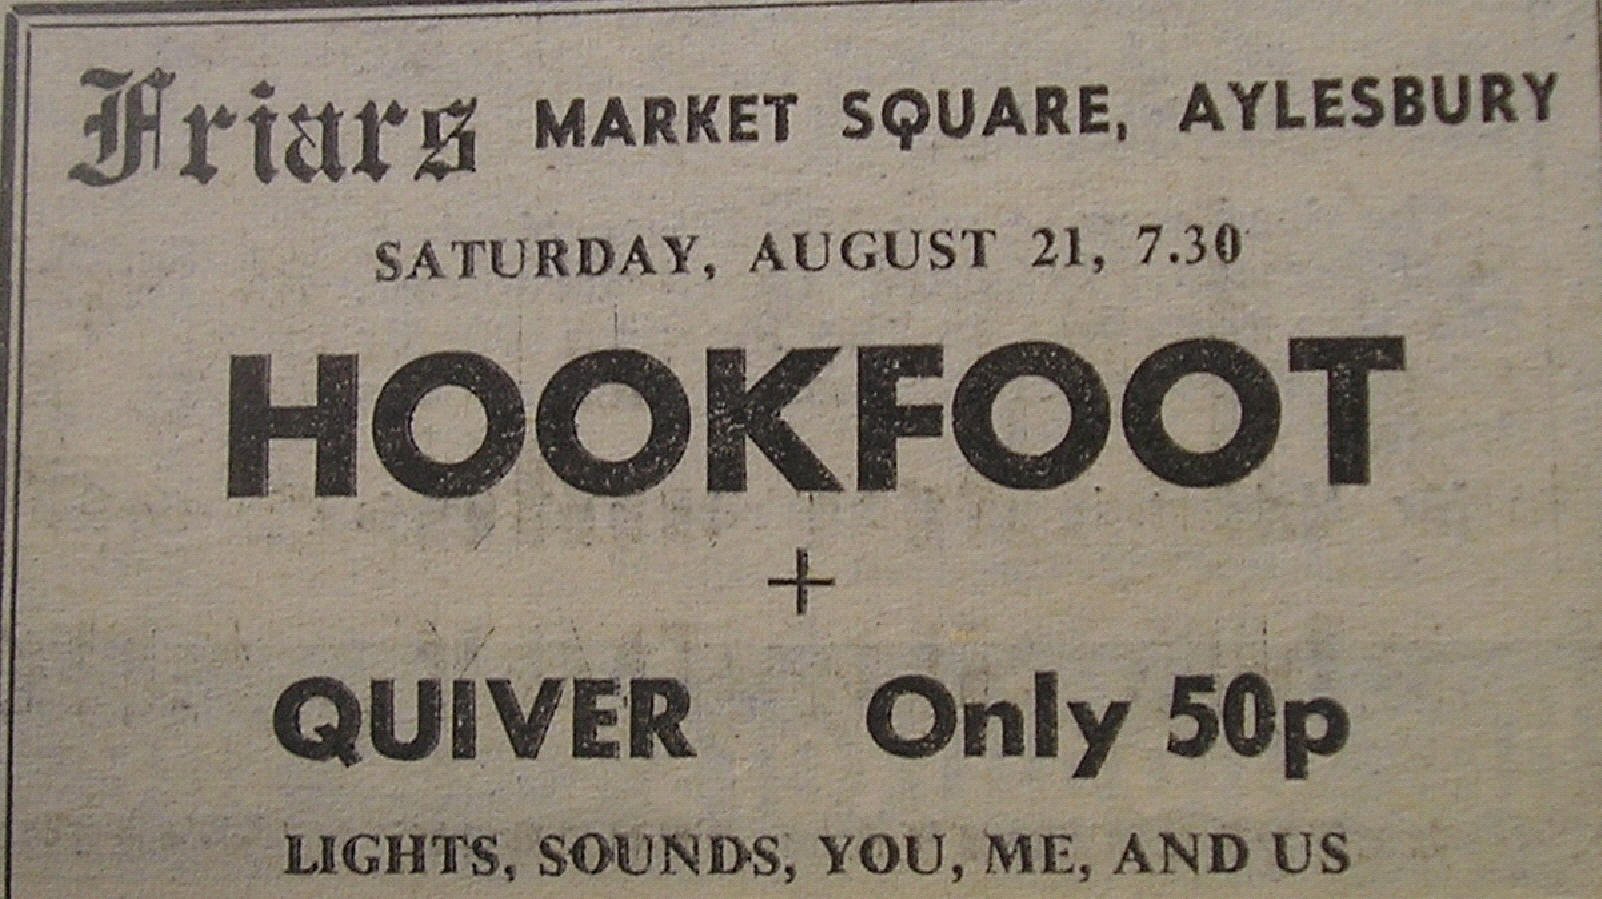 Friars MARKET SQUARE, AYLESBURY
SATURDAY, AUGUST 21, 7.30
HOOKFOOT
+
QUIVER Only 50p
LIGHTS, SOUNDS, YOU, ME, AND US